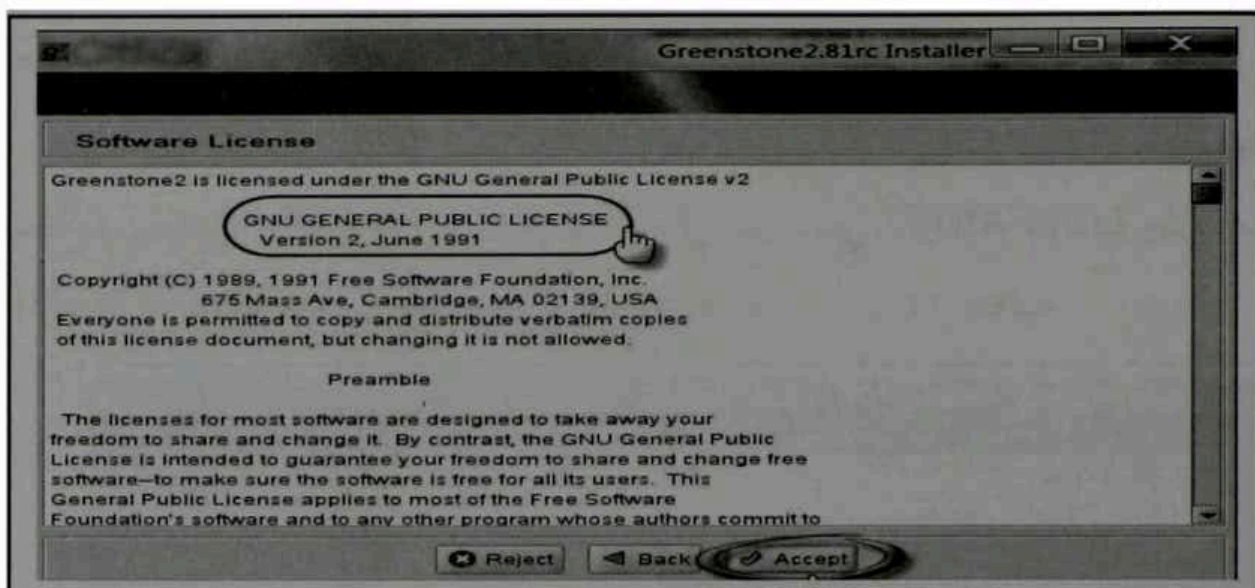 Greenstone2.81rc Installer
Software License
Greenstone2 is licensed under the GNU General Public License v2
GNU GENERAL PUBLIC LICENSE
Version 2, June 1991
Copyright (C) 1989, 1991 Free Software Foundation, Inc.
675 Mass Ave, Cambridge, MA 02139, USA
Everyone is permitted to copy and distribute verbatim copies
of this license document, but changing it is not allowed.
Preamble
The licenses for most software are designed to take away your
freedom to share and change it. By contrast, the GNU General Public
License is intended to guarantee your freedom to share and change free
software--to make sure the software is free for all its users. This
General Public License applies to most of the Free Software
Foundation's software and to any other program whose authors commit to
Reject Back Accept